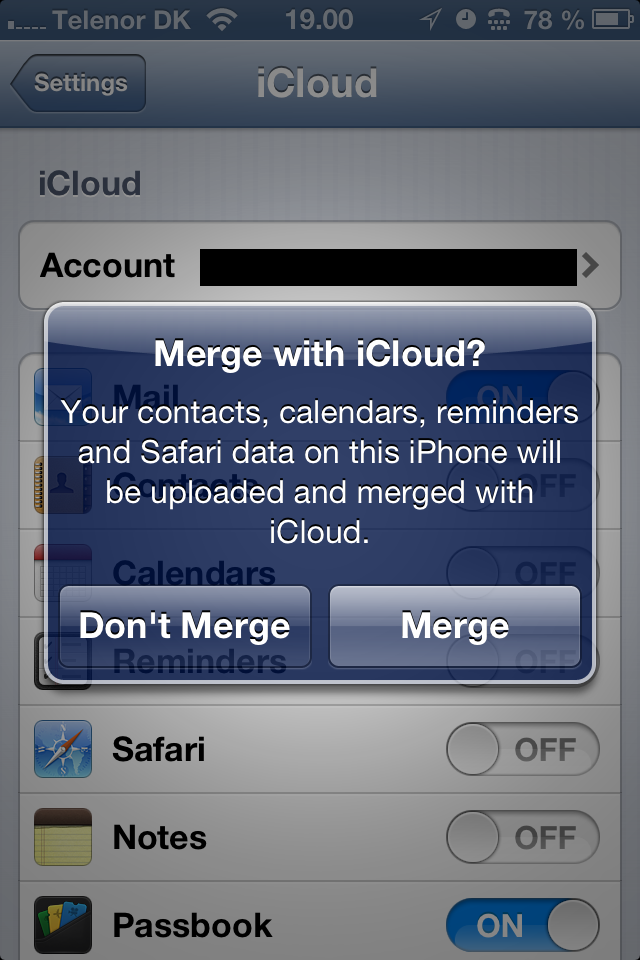 Telenor DK 19.00 78 %
Settings iCloud
iCloud
Account
Merge with iCloud?
Mail ON
Your contacts, calendars, reminders
and Safari data on this iPhone will
be uploaded and merged with
iCloud.
Contacts OFF
Calendars OFF
Don't Merge Merge
Reminders OFF
Safari OFF
Notes OFF
Passbook ON